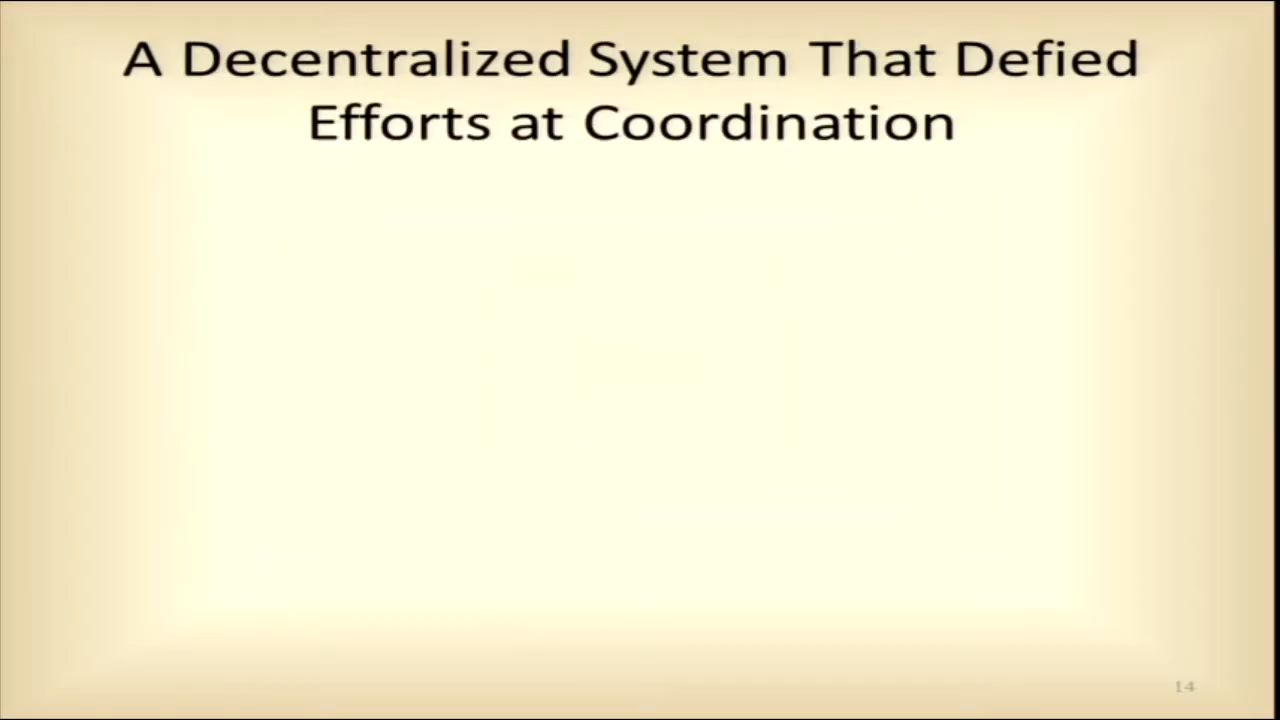 A Decentralized System That Defied
Efforts at Coordination
14